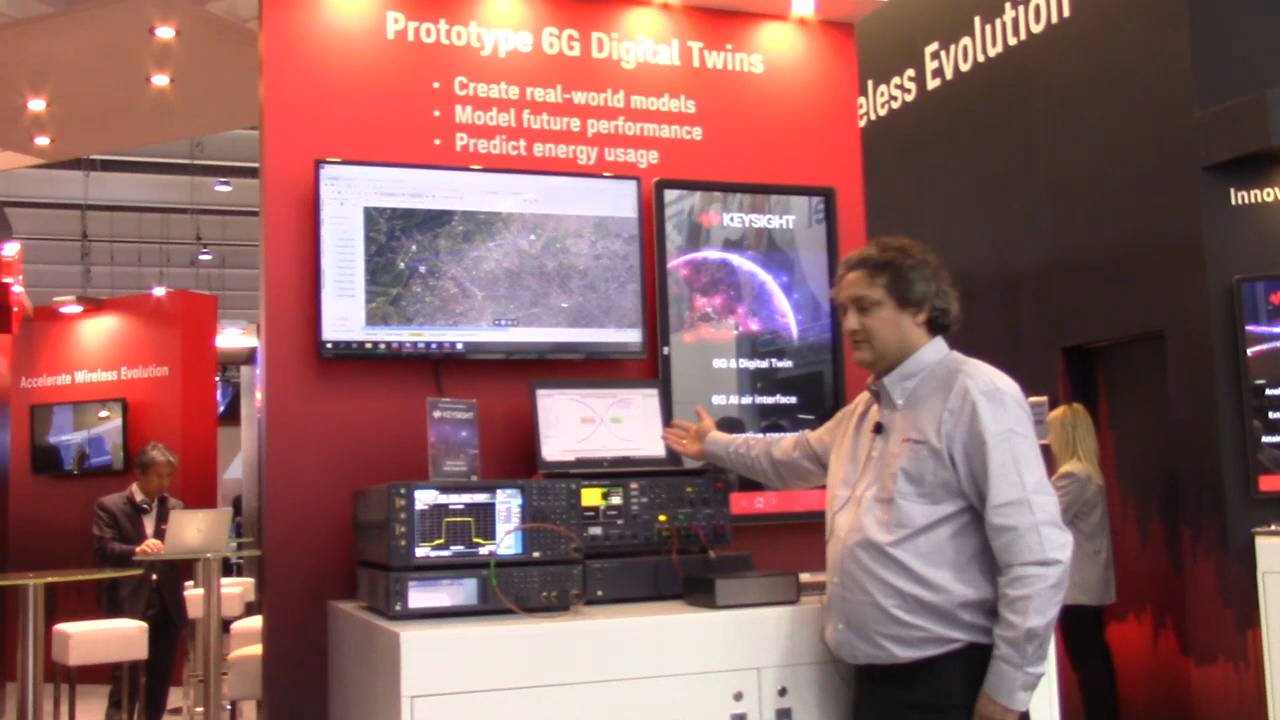 Prototype 6G Digital Twins
• Create real-world models
• Model future performance
• Predict energy usage
eless Evolution
Innov
KEYSIGHT
6G & Digital Twin
6G AI air interface
Accelerate Wireless Evolution
KEYSIGHT